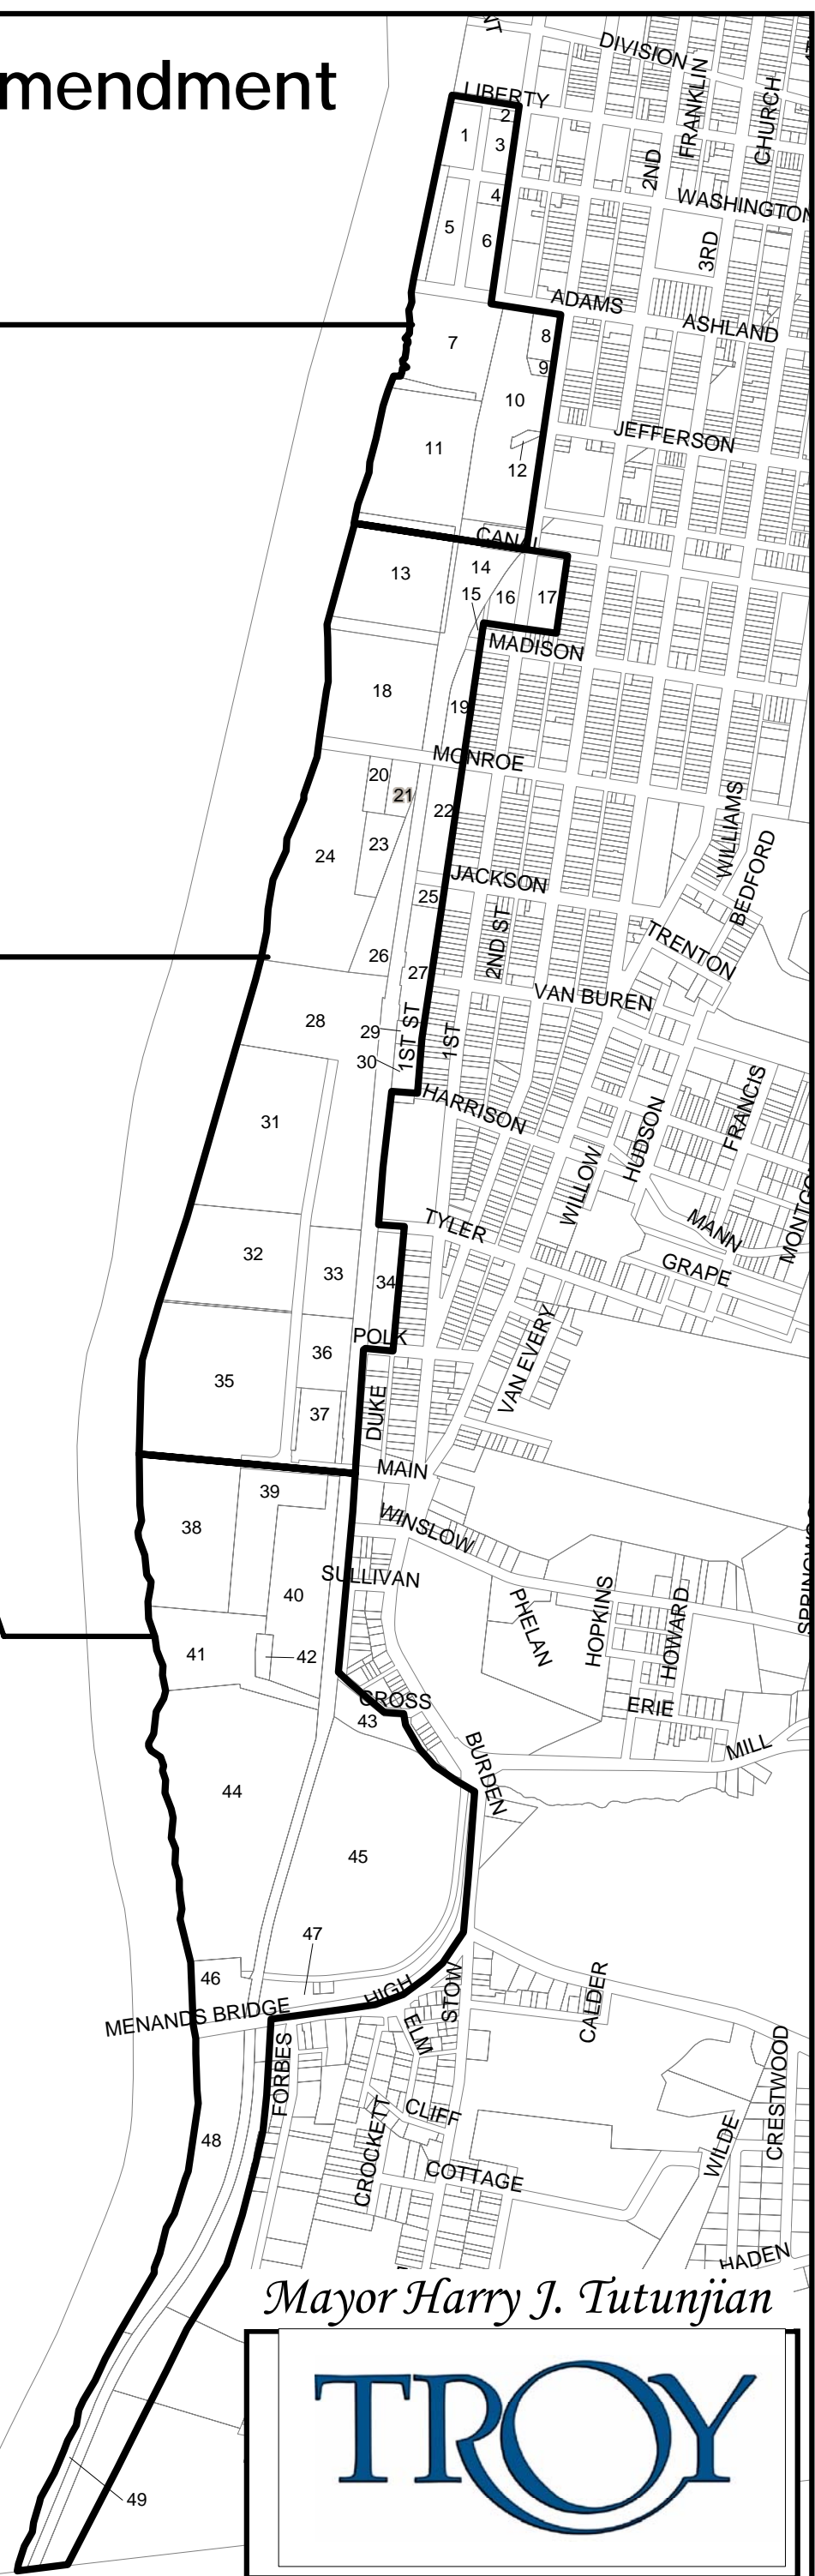 mendment
DIVISION
LIBERTY
FRANKLIN
CHURCH
2ND
WASHINGTON
3RD
ADAMS
ASHLAND
JEFFERSON
CANAL
MADISON
MONROE
WILLIAMS
BEDFORD
JACKSON
2ND ST
TRENTON
VAN BUREN
1ST ST
1ST
HARRISON
HUDSON
FRANCIS
WILLOW
TYLER
MANN
MONTGO
GRAPE
POLK
VAN EVERY
DUKE
MAIN
WINSLOW
SULLIVAN
PHELAN
HOPKINS
HOWARD
SPRINGWOO
CROSS
ERIE
MILL
BURDEN
MENANDS BRIDGE
HIGH
STOW
CALDER
ELM
FORBES
CLIFF
CROCKETT
COTTAGE
WILDE
CRESTWOOD
HADEN
1
2
3
4
5
6
7
8
9
10
11
12
13
14
15
16
17
18
19
20
21
22
23
24
25
26
27
28
29
30
31
32
33
34
35
36
37
38
39
40
41
42
43
44
45
46
47
48
49
Mayor Harry J. Tutunjian
TROY